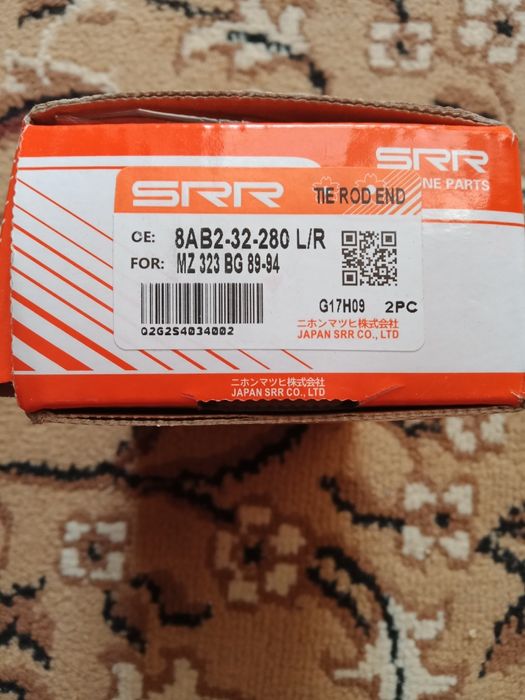 SRR
NE PARTS
SRR TIE ROD END
OE: 8AB2-32-280 L/R
FOR: MZ 323 BG 89-94
G17H09 2PC
Q2G2S4034002
ニホンマツヒ株式会社
JAPAN SRR CO., LTD
ニホンマツヒ株式会社
JAPAN SRR CO., LTD